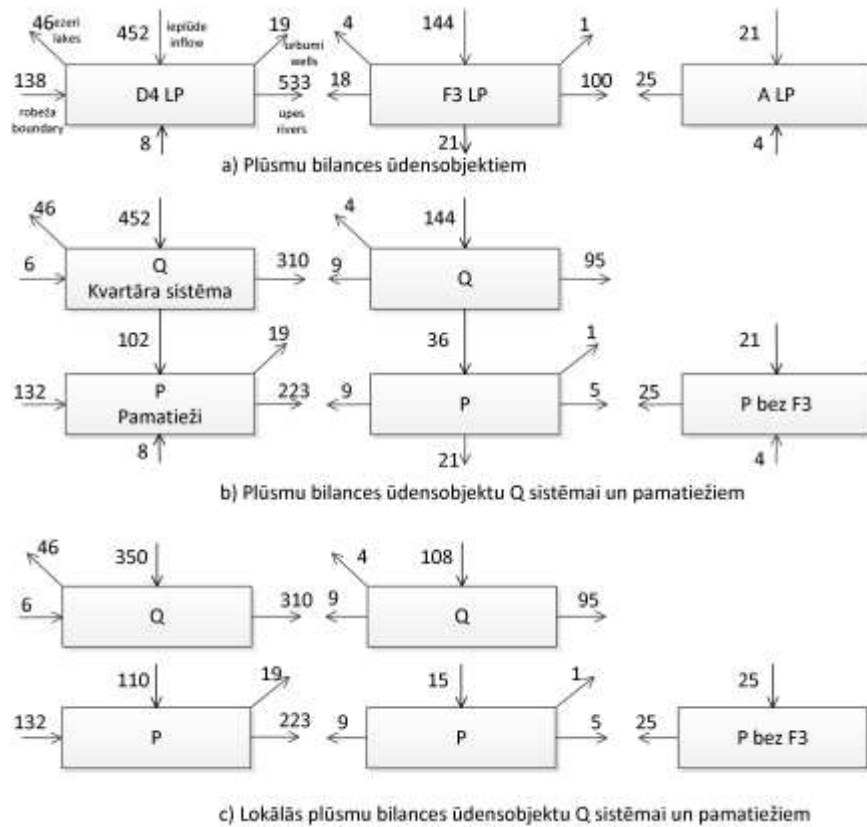 46 ezeri lakes 452 ieplūde inflow 19 urbumi wells 4 144 1 21
138 D4 LP 533 18 F3 LP 100 25 A LP
robeža boundary 8 upes rivers 21 4
a) Plūsmu bilances ūdensobjektiem
46 452 4 144
6 Q Kvartāra sistēma 310 9 Q 95
102 19 36 1 21
132 P Pamatieži 223 9 P 5 25 P bez F3
8 21 4
b) Plūsmu bilances ūdensobjektu Q sistēmai un pamatiežiem
46 350 4 108
6 Q 310 9 Q 95
110 19 15 1 25
132 P 223 9 P 5 25 P bez F3
c) Lokālās plūsmu bilances ūdensobjektu Q sistēmai un pamatiežiem